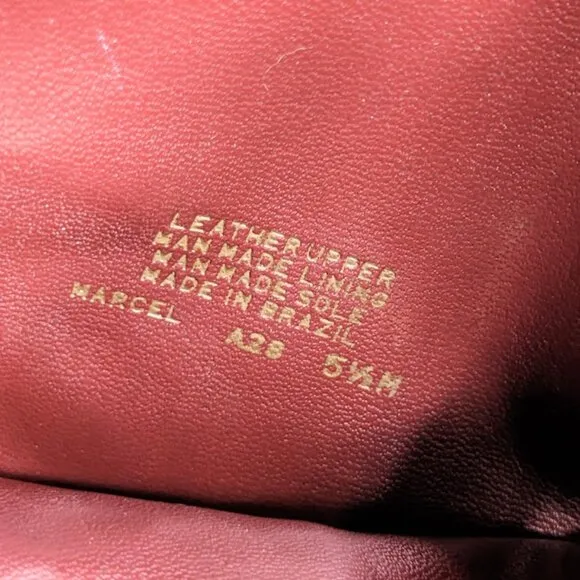 LEATHER UPPER
MAN MADE LINING
MAN MADE SOLE
MADE IN BRAZIL
MARCEL A28 5½M